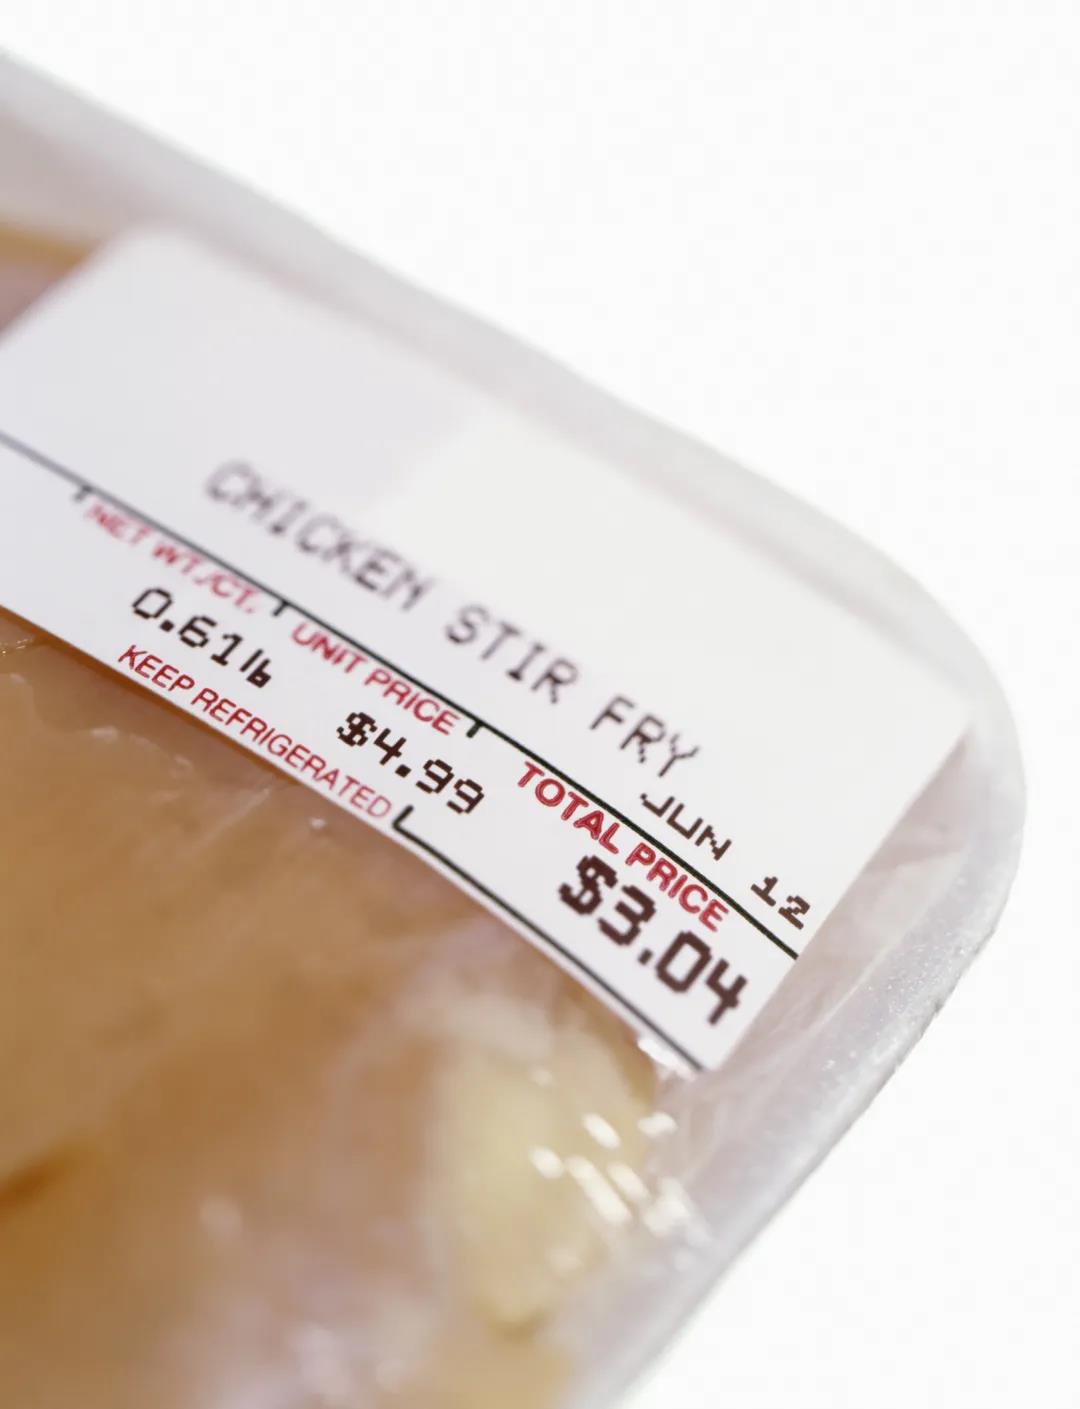 CHICKEN STIR FRY
JUN 12
NET WT./CT.
0.61lb
UNIT PRICE
$4.99
TOTAL PRICE
$3.04
KEEP REFRIGERATED